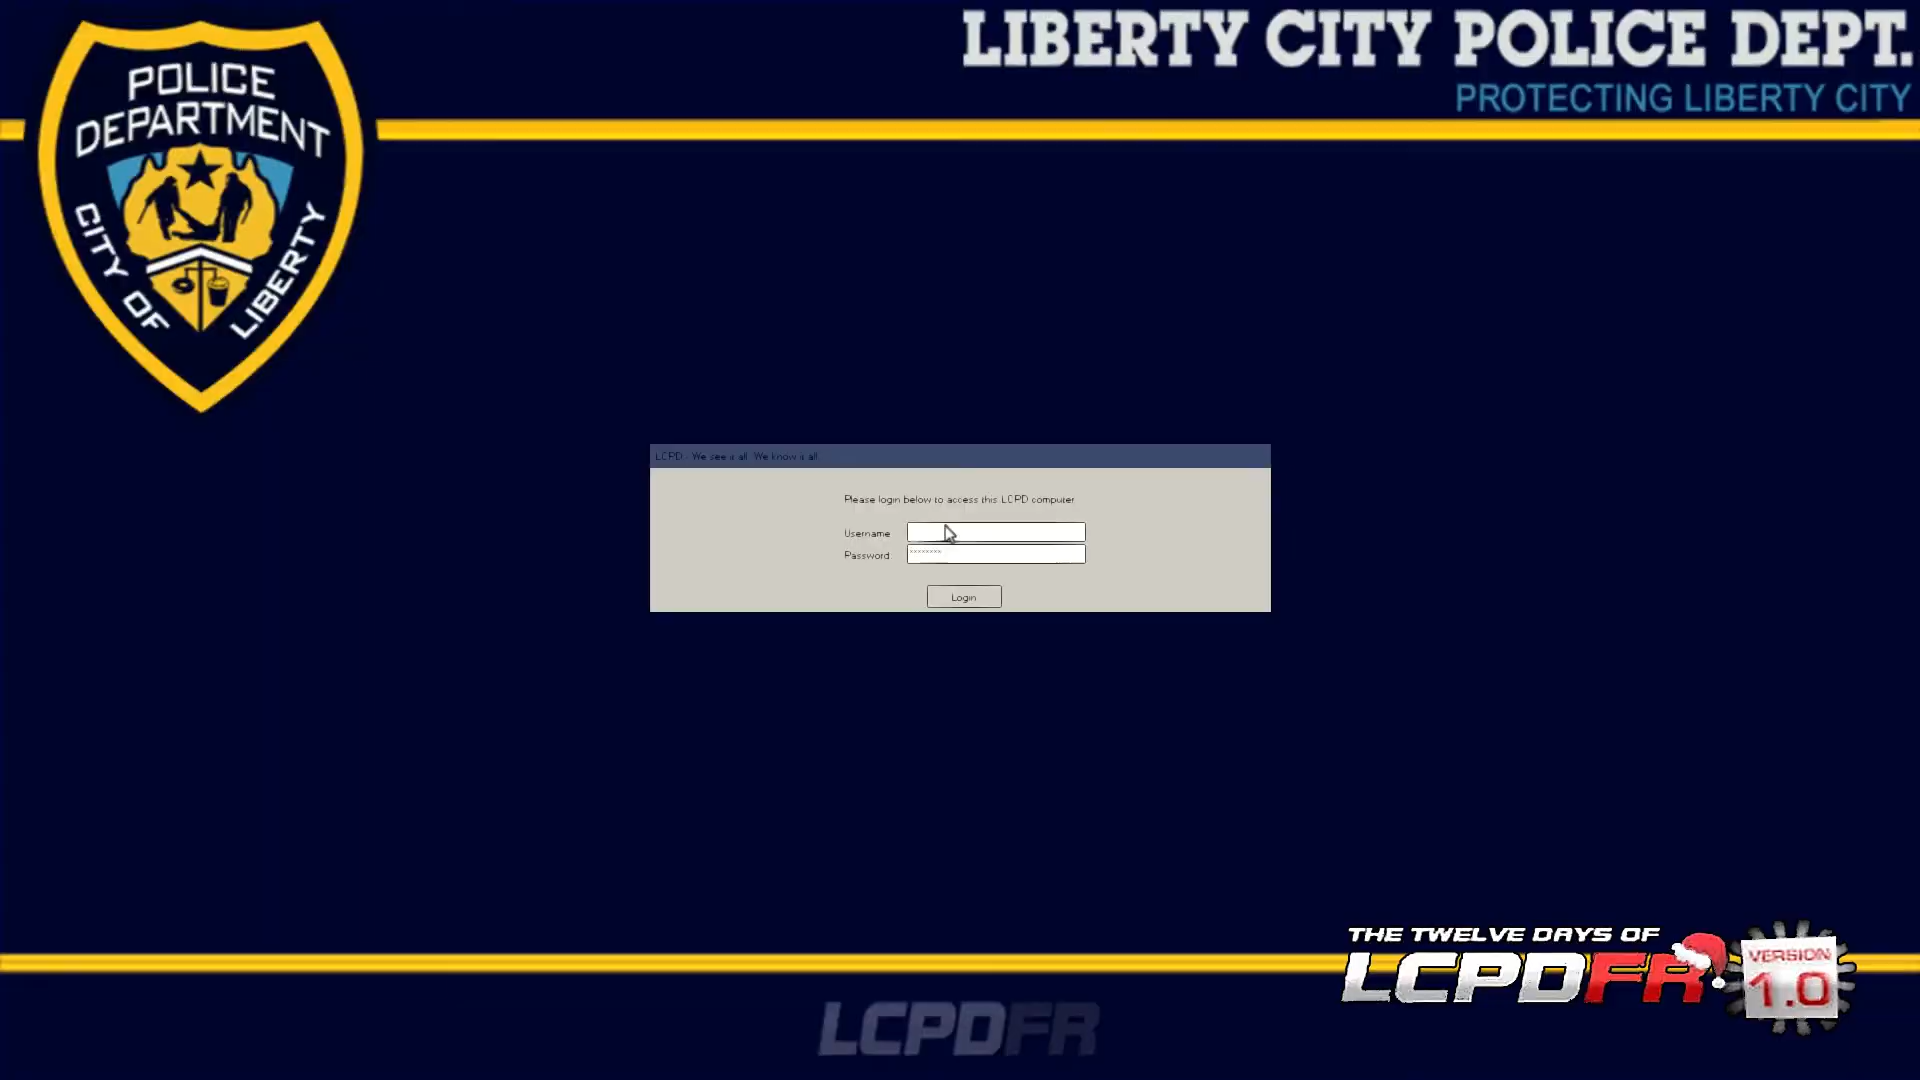 LIBERTY CITY POLICE DEPT.
PROTECTING LIBERTY CITY
POLICE
DEPARTMENT
CITY OF LIBERTY
LCPD - We see it all. We know it all.
Please login below to access this LCPD computer
Username
Password
********
Login
THE TWELVE DAYS OF
LCPDFR
VERSION
1.0
LCPDFR